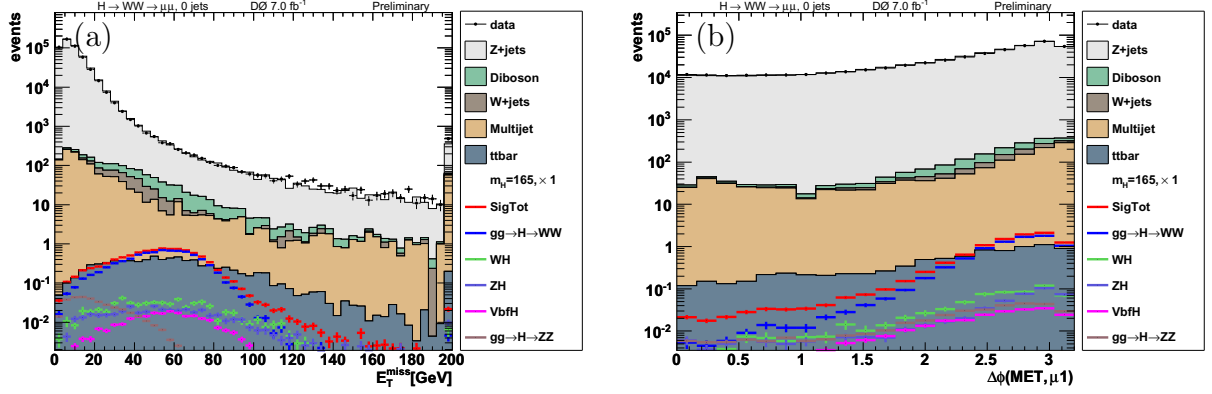 H → WW → μμ, 0 jets DØ 7.0 fb⁻¹ Preliminary
(a)
events
10⁵
10⁴
10³
10²
10
1
10⁻¹
10⁻²
0 20 40 60 80 100 120 140 160 180 200
E_T^miss[GeV]
data
Z+jets
Diboson
W+jets
Multijet
ttbar
m_H=165, × 1
SigTot
gg→H→WW
WH
ZH
VbfH
gg→H→ZZ
H → WW → μμ, 0 jets DØ 7.0 fb⁻¹ Preliminary
(b)
events
10⁵
10⁴
10³
10²
10
1
10⁻¹
10⁻²
0 0.5 1 1.5 2 2.5 3
Δϕ(MET, μ1)
data
Z+jets
Diboson
W+jets
Multijet
ttbar
m_H=165, × 1
SigTot
gg→H→WW
WH
ZH
VbfH
gg→H→ZZ